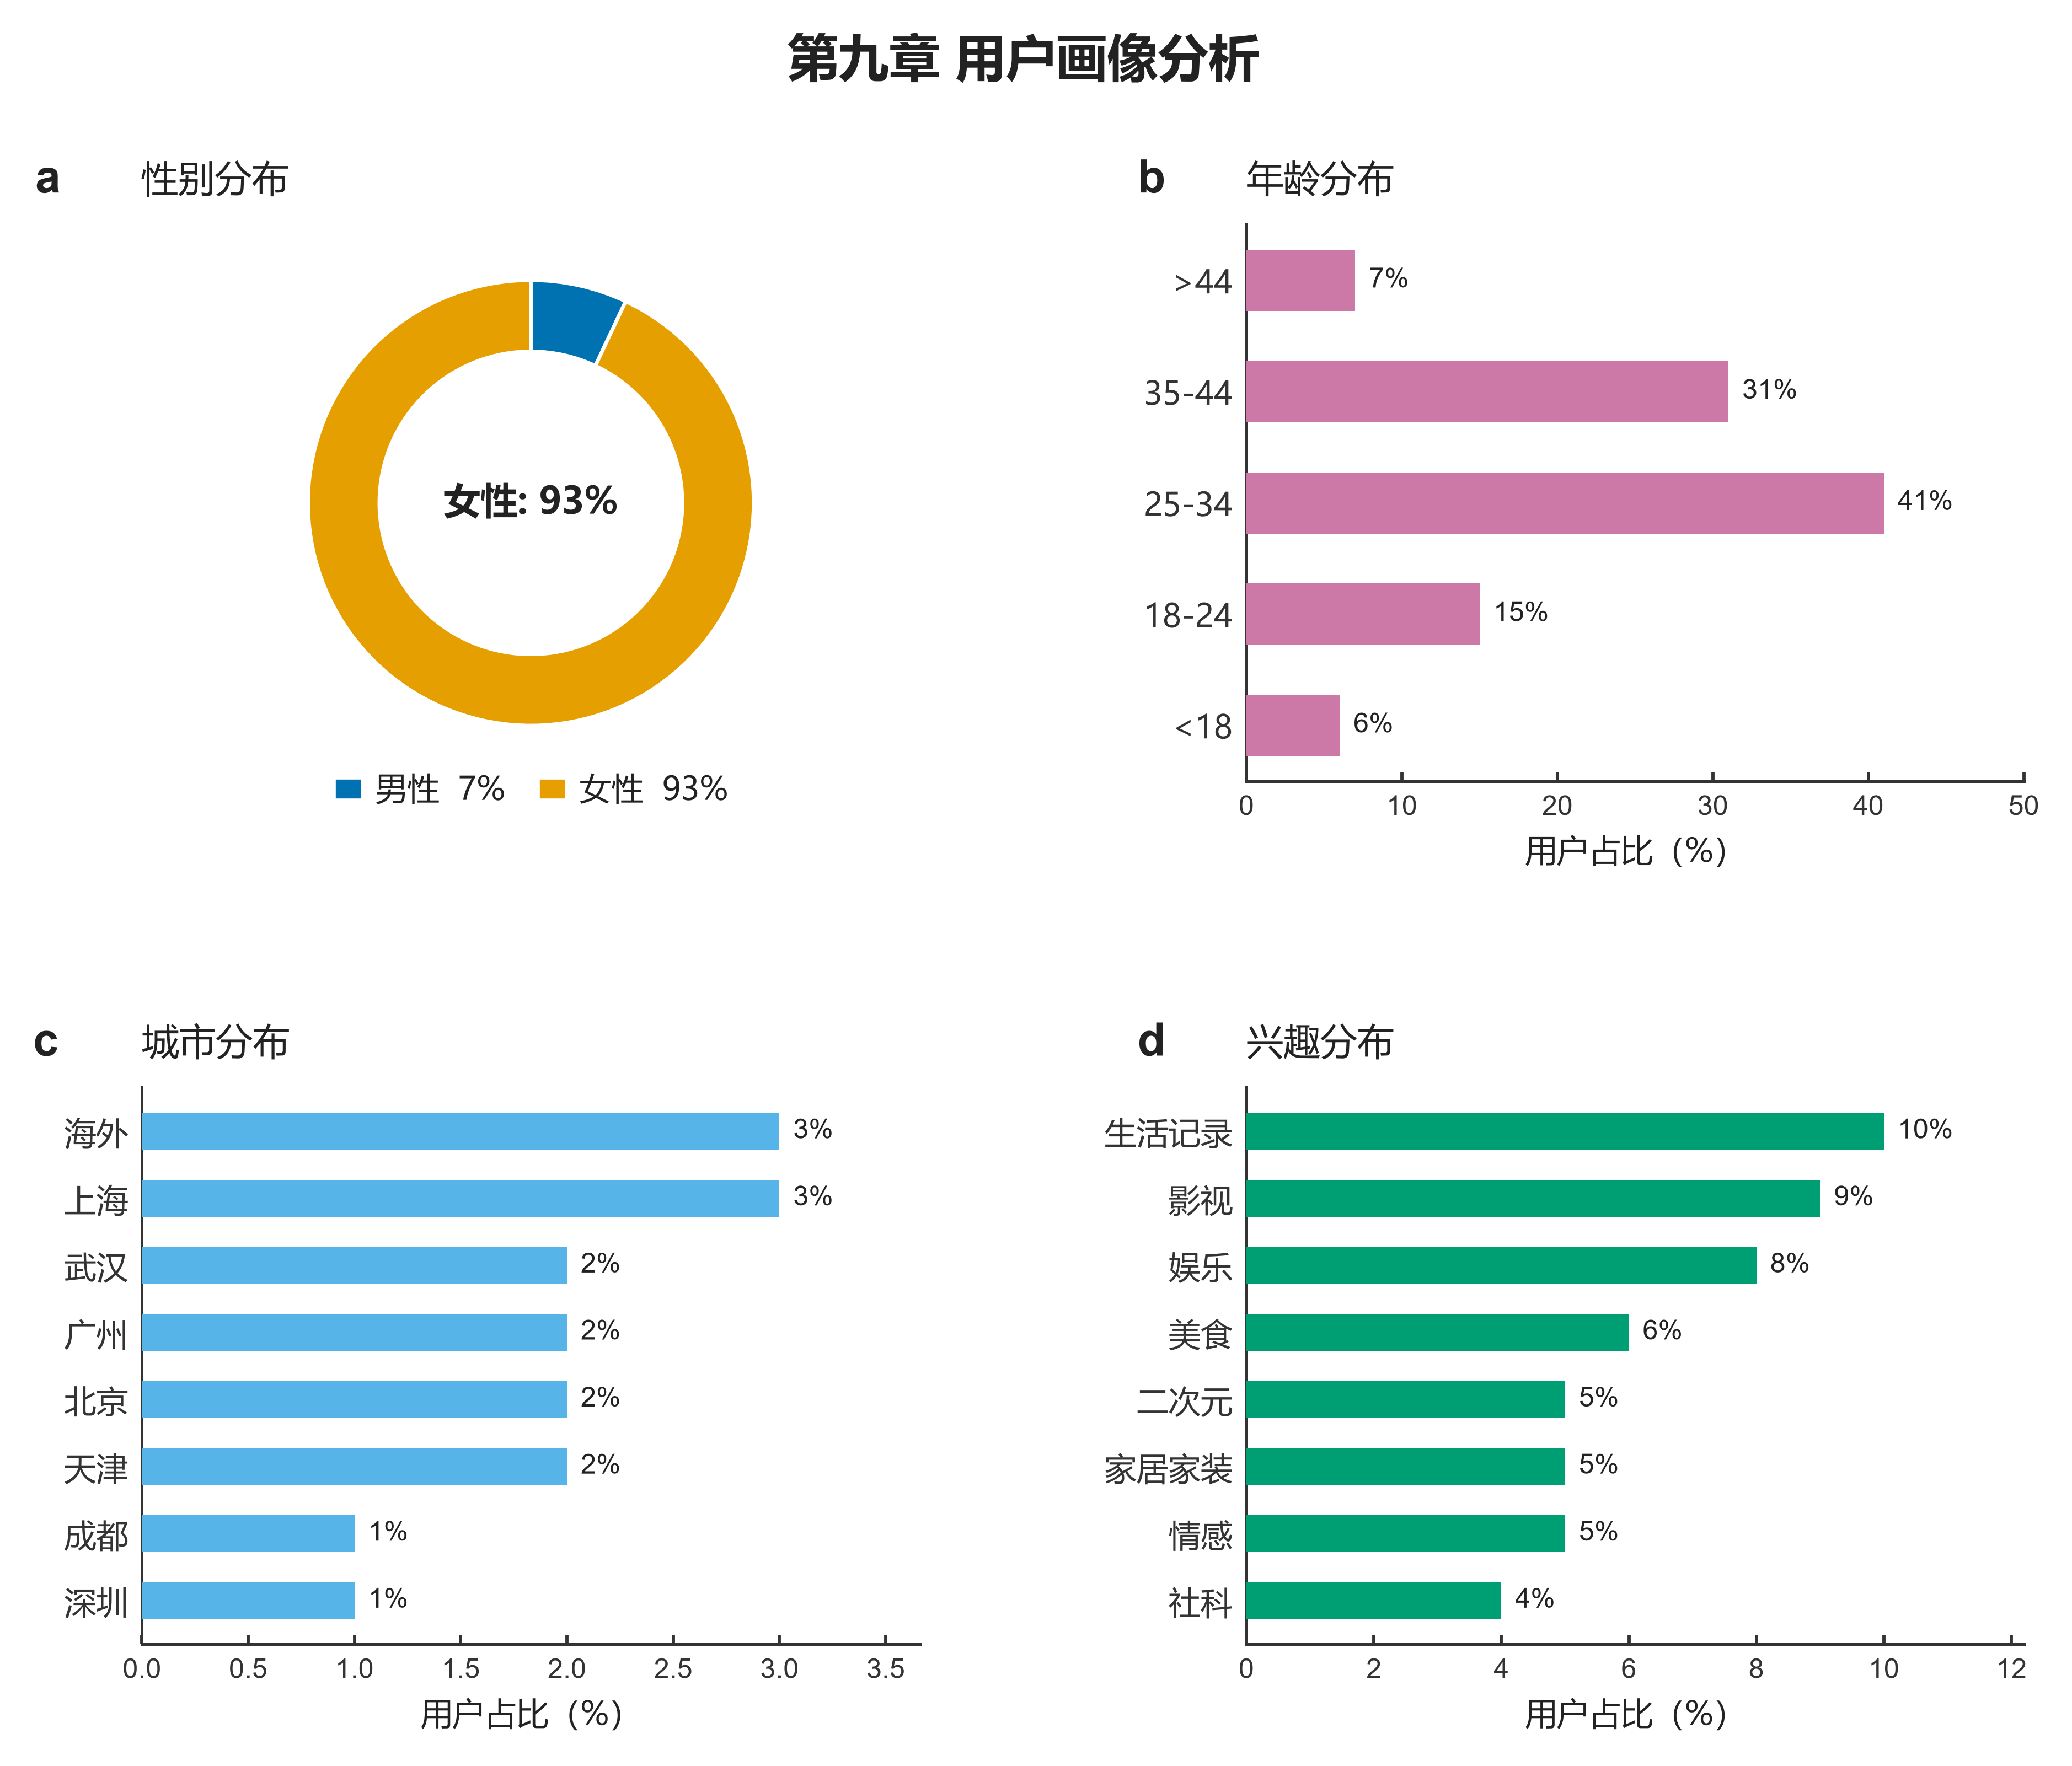 第九章 用户画像分析
a 性别分布
女性: 93%
男性 7% 女性 93%
b 年龄分布
>44 7%
35-44 31%
25-34 41%
18-24 15%
<18 6%
0 10 20 30 40 50
用户占比（%）
c 城市分布
海外 3%
上海 3%
武汉 2%
广州 2%
北京 2%
天津 2%
成都 1%
深圳 1%
0.0 0.5 1.0 1.5 2.0 2.5 3.0 3.5
用户占比（%）
d 兴趣分布
生活记录 10%
影视 9%
娱乐 8%
美食 6%
二次元 5%
家居家装 5%
情感 5%
社科 4%
0 2 4 6 8 10 12
用户占比（%）